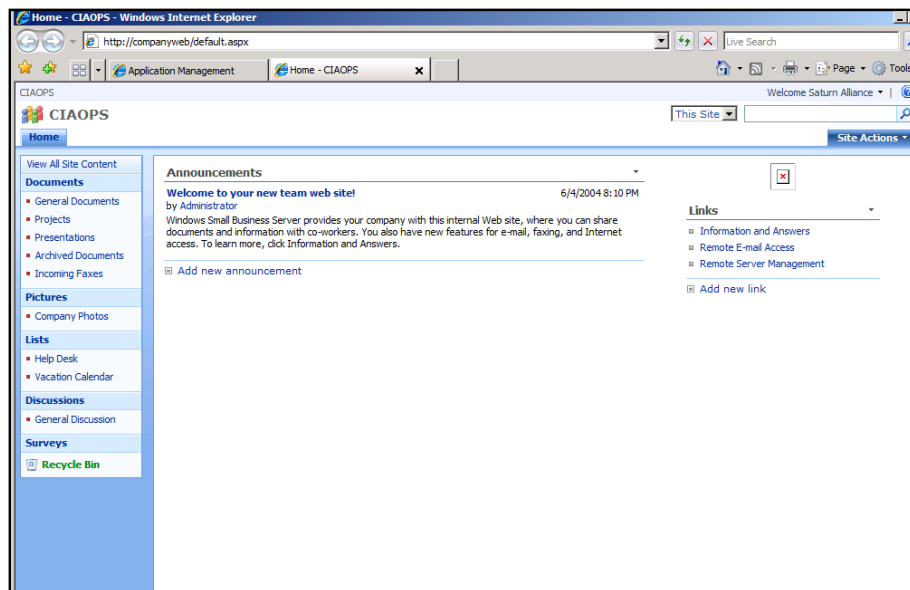 Home - CIAOPS - Windows Internet Explorer
http://companyweb/default.aspx
Live Search
Application Management
Home - CIAOPS
Page
Tools
CIAOPS
Welcome Saturn Alliance
CIAOPS
This Site
Home
Site Actions
View All Site Content
Documents
General Documents
Projects
Presentations
Archived Documents
Incoming Faxes
Pictures
Company Photos
Lists
Help Desk
Vacation Calendar
Discussions
General Discussion
Surveys
Recycle Bin
Announcements
Welcome to your new team web site!
6/4/2004 8:10 PM
by Administrator
Windows Small Business Server provides your company with this internal Web site, where you can share
documents and information with co-workers. You also have new features for e-mail, faxing, and Internet
access. To learn more, click Information and Answers.
Add new announcement
Links
Information and Answers
Remote E-mail Access
Remote Server Management
Add new link